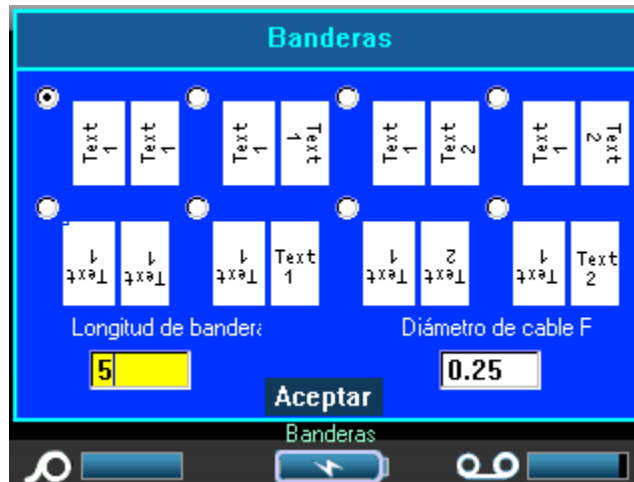 Banderas
Text 1 Text 1 Text 1 Text 1 Text 1 Text 2 Text 1 Text 2
Text 1 Text 1 Text 1 Text 1 Text 1 Text 2 Text 1 Text 2
Longitud de bandera Diámetro de cable F
5 0.25
Aceptar
Banderas